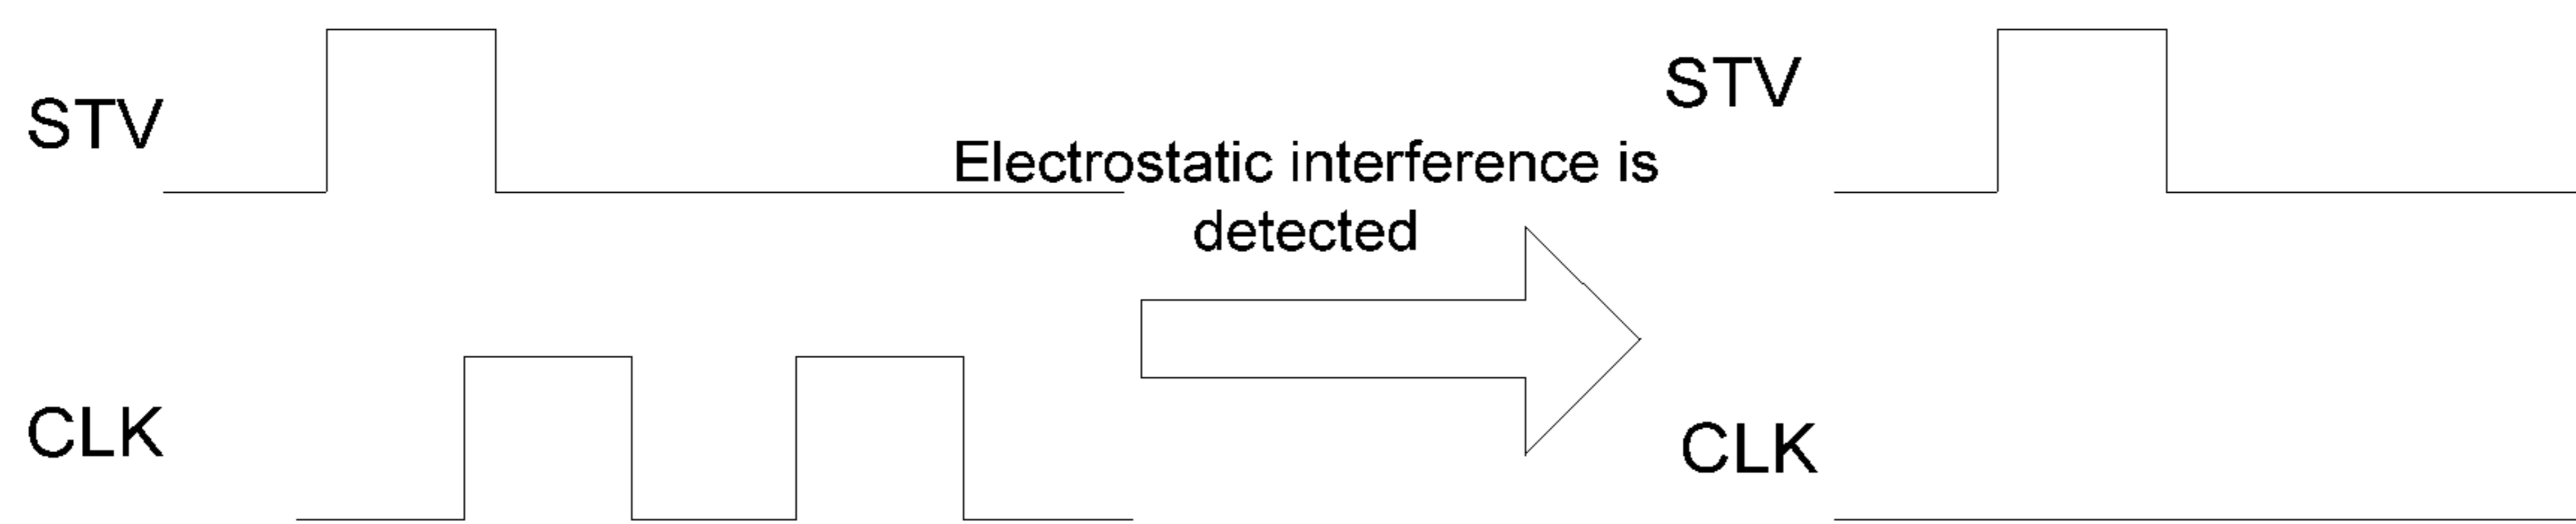 STV
CLK
Electrostatic interference is
detected
STV
CLK